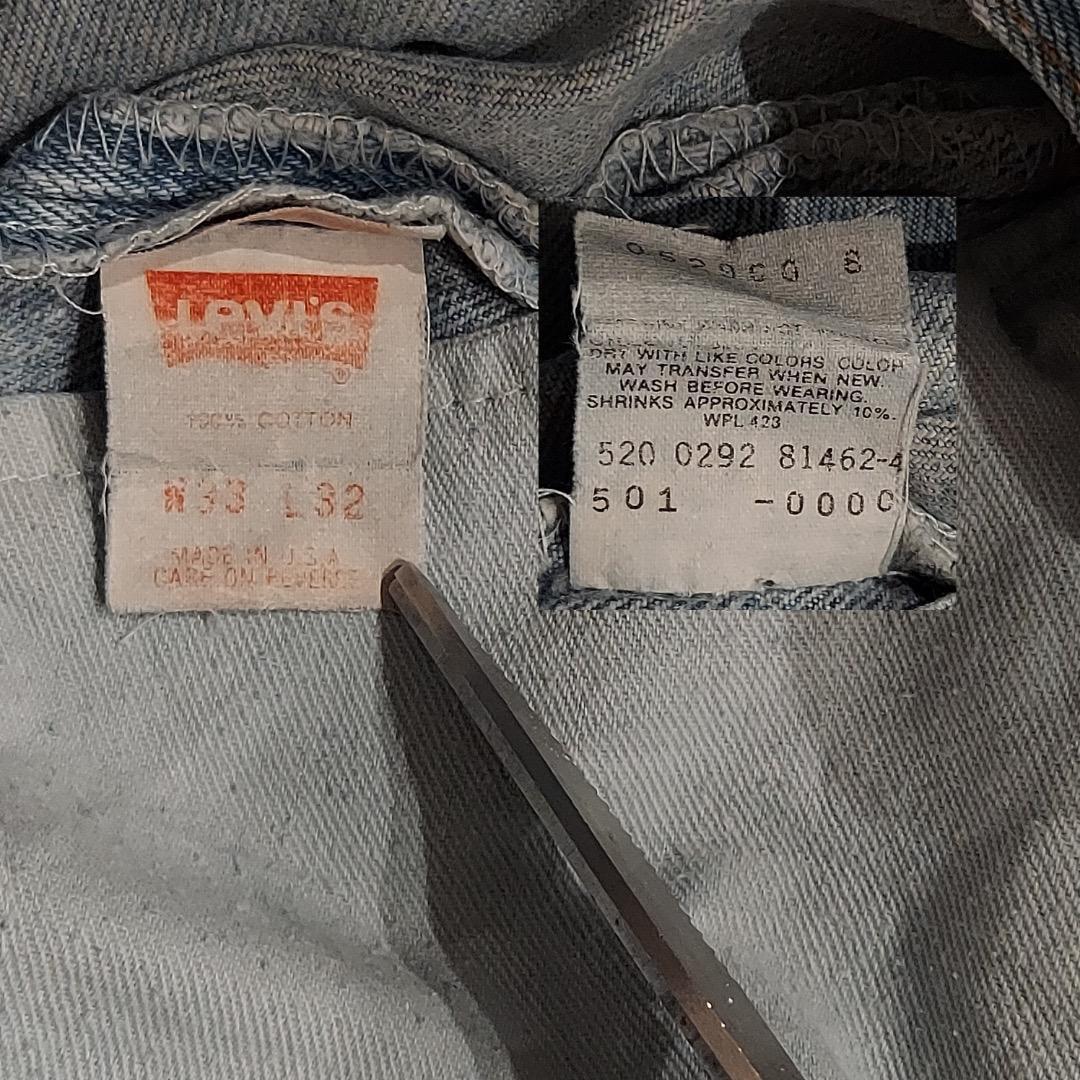 Levi's
®
100% COTTON
W33 L32
MADE IN U.S.A
CARE ON REVERSE
DRY WITH LIKE COLORS COLOR
MAY TRANSFER WHEN NEW.
WASH BEFORE WEARING.
SHRINKS APPROXIMATELY 10%.
WPL 423
520 0292 81462-4
501 -0000